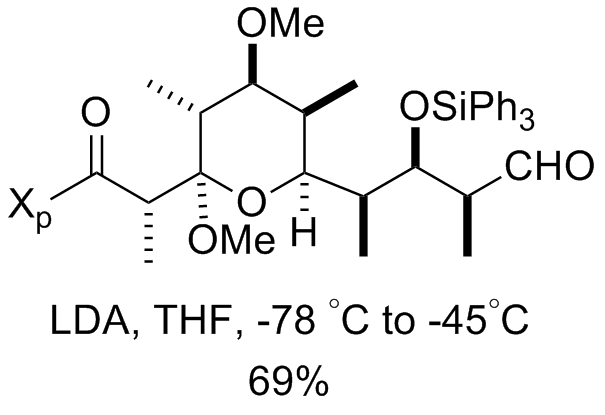 OMe
O
OSiPh₃
CHO
Xₚ
O
OMe
H
LDA, THF, -78 °C to -45°C
69%